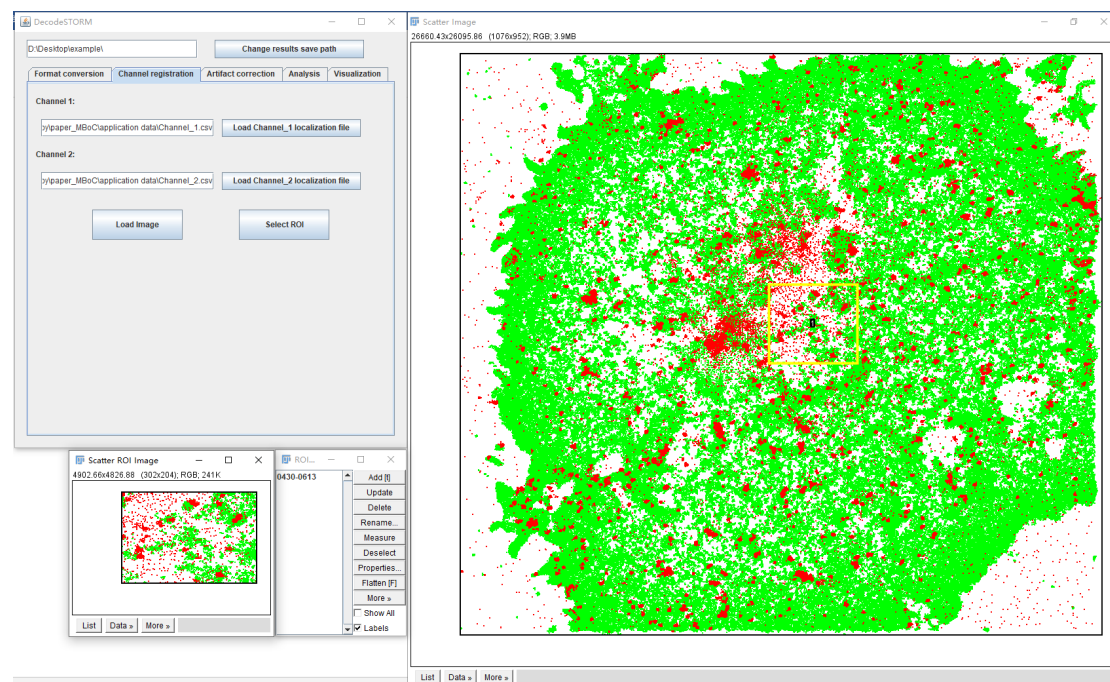 DecodeSTORM
D:\Desktop\example\
Change results save path
Format conversion
Channel registration
Artifact correction
Analysis
Visualization
Channel 1:
y\paper_MBoC\application data\Channel_1.csv
Load Channel_1 localization file
Channel 2:
y\paper_MBoC\application data\Channel_2.csv
Load Channel_2 localization file
Load Image
Select ROI
Scatter ROI Image
4902.66x4826.88 (302x204); RGB; 241K
List
Data »
More »
ROI...
0430-0613
Add [t]
Update
Delete
Rename...
Measure
Deselect
Properties...
Flatten [F]
More »
Show All
Labels
Scatter Image
26660.43x26095.86 (1076x952); RGB; 3.9MB
List
Data »
More »